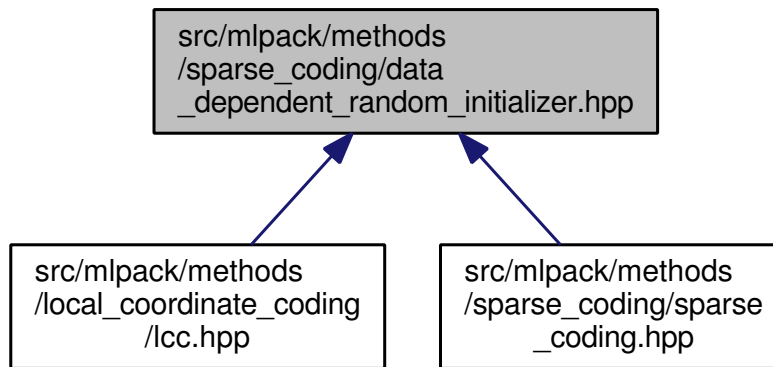 src/mlpack/methods
/sparse_coding/data
_dependent_random_initializer.hpp
src/mlpack/methods
/local_coordinate_coding
/lcc.hpp
src/mlpack/methods
/sparse_coding/sparse
_coding.hpp